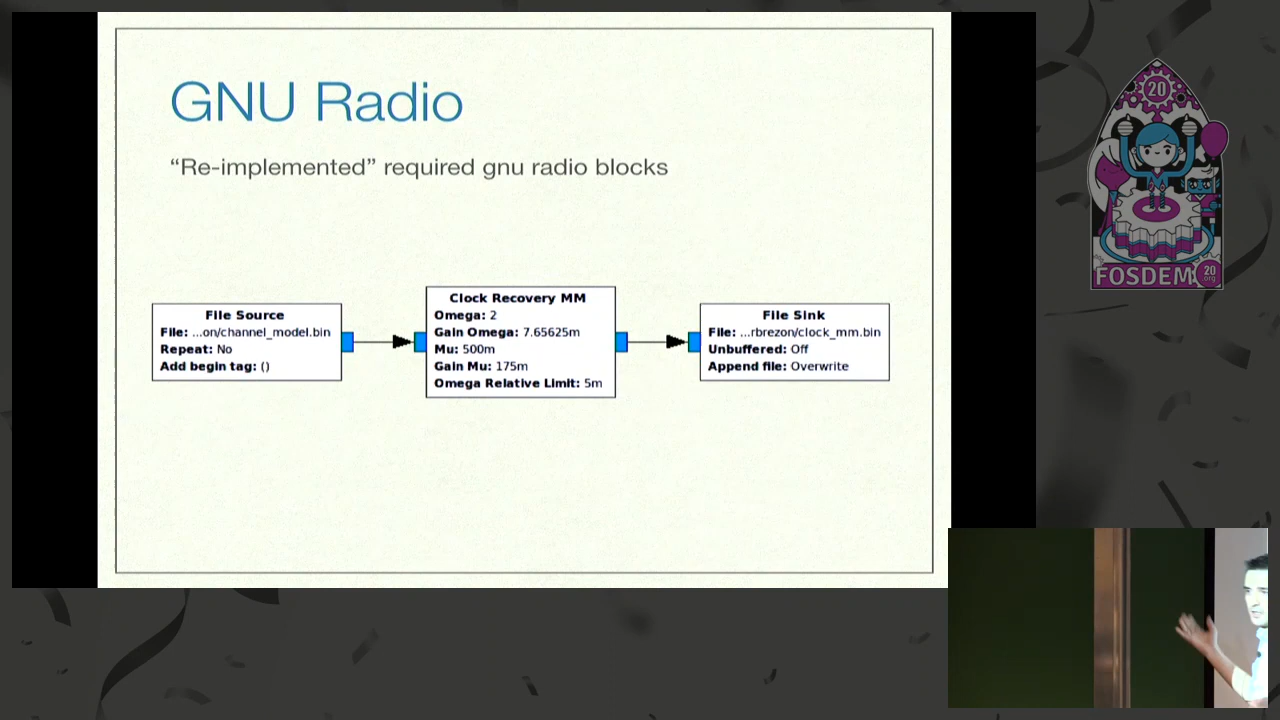 GNU Radio
“Re-implemented” required gnu radio blocks
File Source
File: ...on/channel_model.bin
Repeat: No
Add begin tag: ()
Clock Recovery MM
Omega: 2
Gain Omega: 7.65625m
Mu: 500m
Gain Mu: 175m
Omega Relative Limit: 5m
File Sink
File: ...rbrezon/clock_mm.bin
Unbuffered: Off
Append file: Overwrite
20
FOSDEM
20
.org